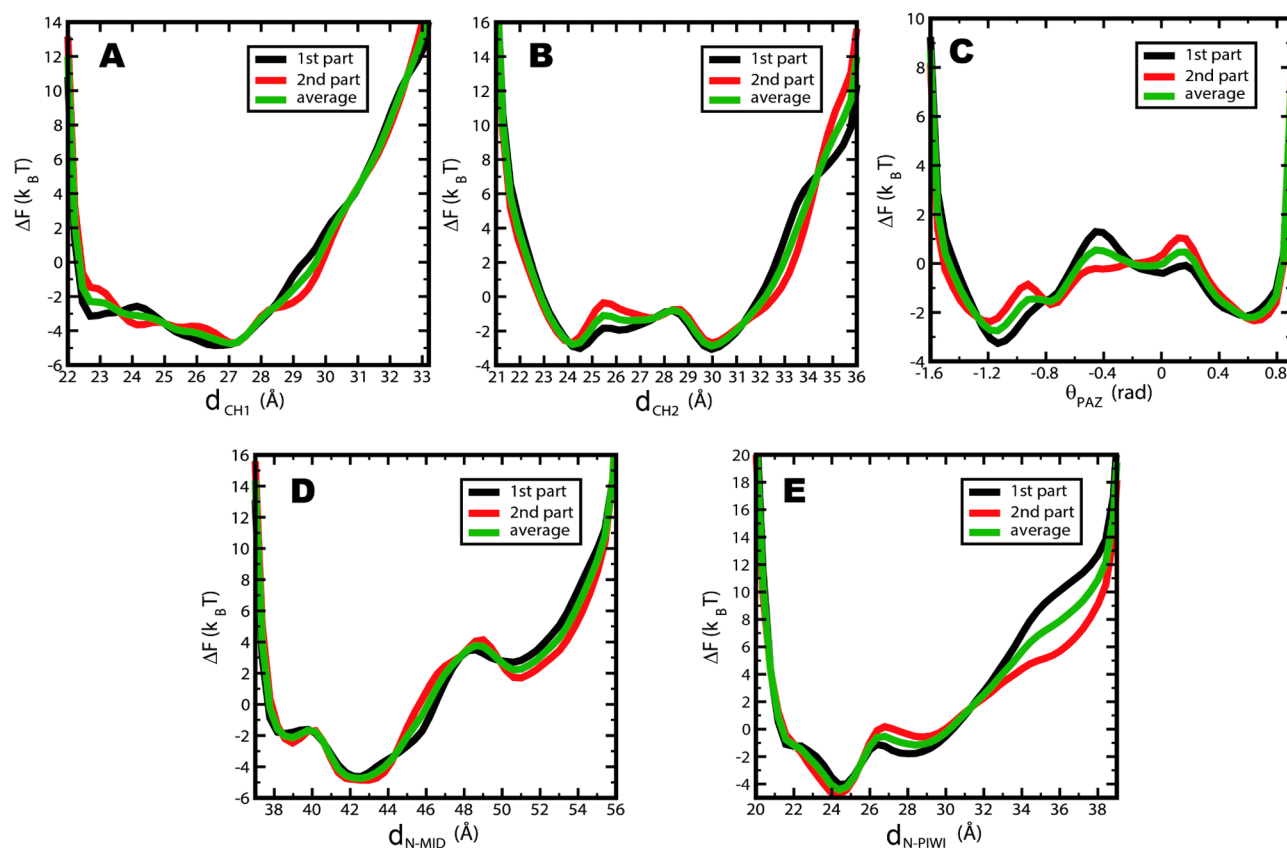 A
1st part
2nd part
average
ΔF (k_B T)
16
14
12
10
8
6
4
2
0
-2
-4
-6
22 23 24 25 26 27 28 29 30 31 32 33
d_CH1 (Å)
B
1st part
2nd part
average
ΔF (k_B T)
16
14
12
10
8
6
4
2
0
-2
-4
21 22 23 24 25 26 27 28 29 30 31 32 33 34 35 36
d_CH2 (Å)
C
1st part
2nd part
average
ΔF (k_B T)
10
8
6
4
2
0
-2
-4
-1.6 -1.2 -0.8 -0.4 0 0.4 0.8
θ_PAZ (rad)
D
1st part
2nd part
average
ΔF (k_B T)
16
14
12
10
8
6
4
2
0
-2
-4
-6
38 40 42 44 46 48 50 52 54 56
d_N-MID (Å)
E
1st part
2nd part
average
ΔF (k_B T)
20
18
16
14
12
10
8
6
4
2
0
-2
-4
20 22 24 26 28 30 32 34 36 38
d_N-PIWI (Å)